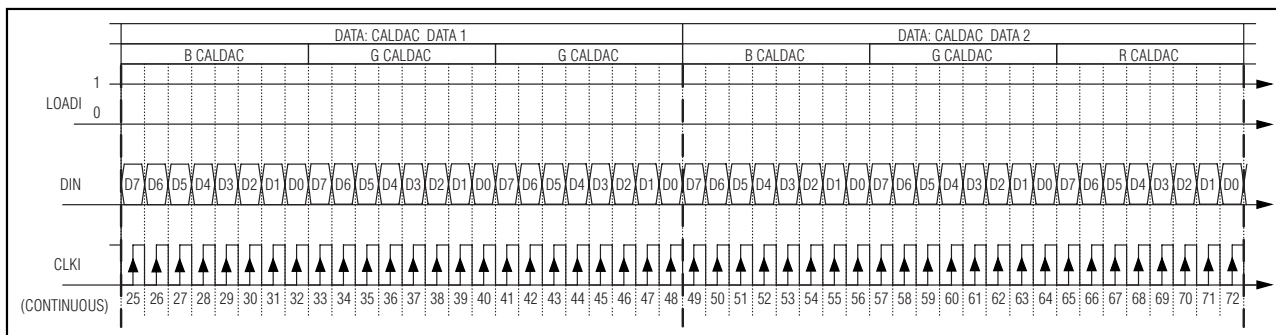 DATA: CALDAC DATA 1 DATA: CALDAC DATA 2
B CALDAC G CALDAC G CALDAC B CALDAC G CALDAC R CALDAC
1
LOADI
0
DIN D7 D6 D5 D4 D3 D2 D1 D0 D7 D6 D5 D4 D3 D2 D1 D0 D7 D6 D5 D4 D3 D2 D1 D0 D7 D6 D5 D4 D3 D2 D1 D0 D7 D6 D5 D4 D3 D2 D1 D0 D7 D6 D5 D4 D3 D2 D1 D0
CLKI
25 26 27 28 29 30 31 32 33 34 35 36 37 38 39 40 41 42 43 44 45 46 47 48 49 50 51 52 53 54 55 56 57 58 59 60 61 62 63 64 65 66 67 68 69 70 71 72
(CONTINUOUS)